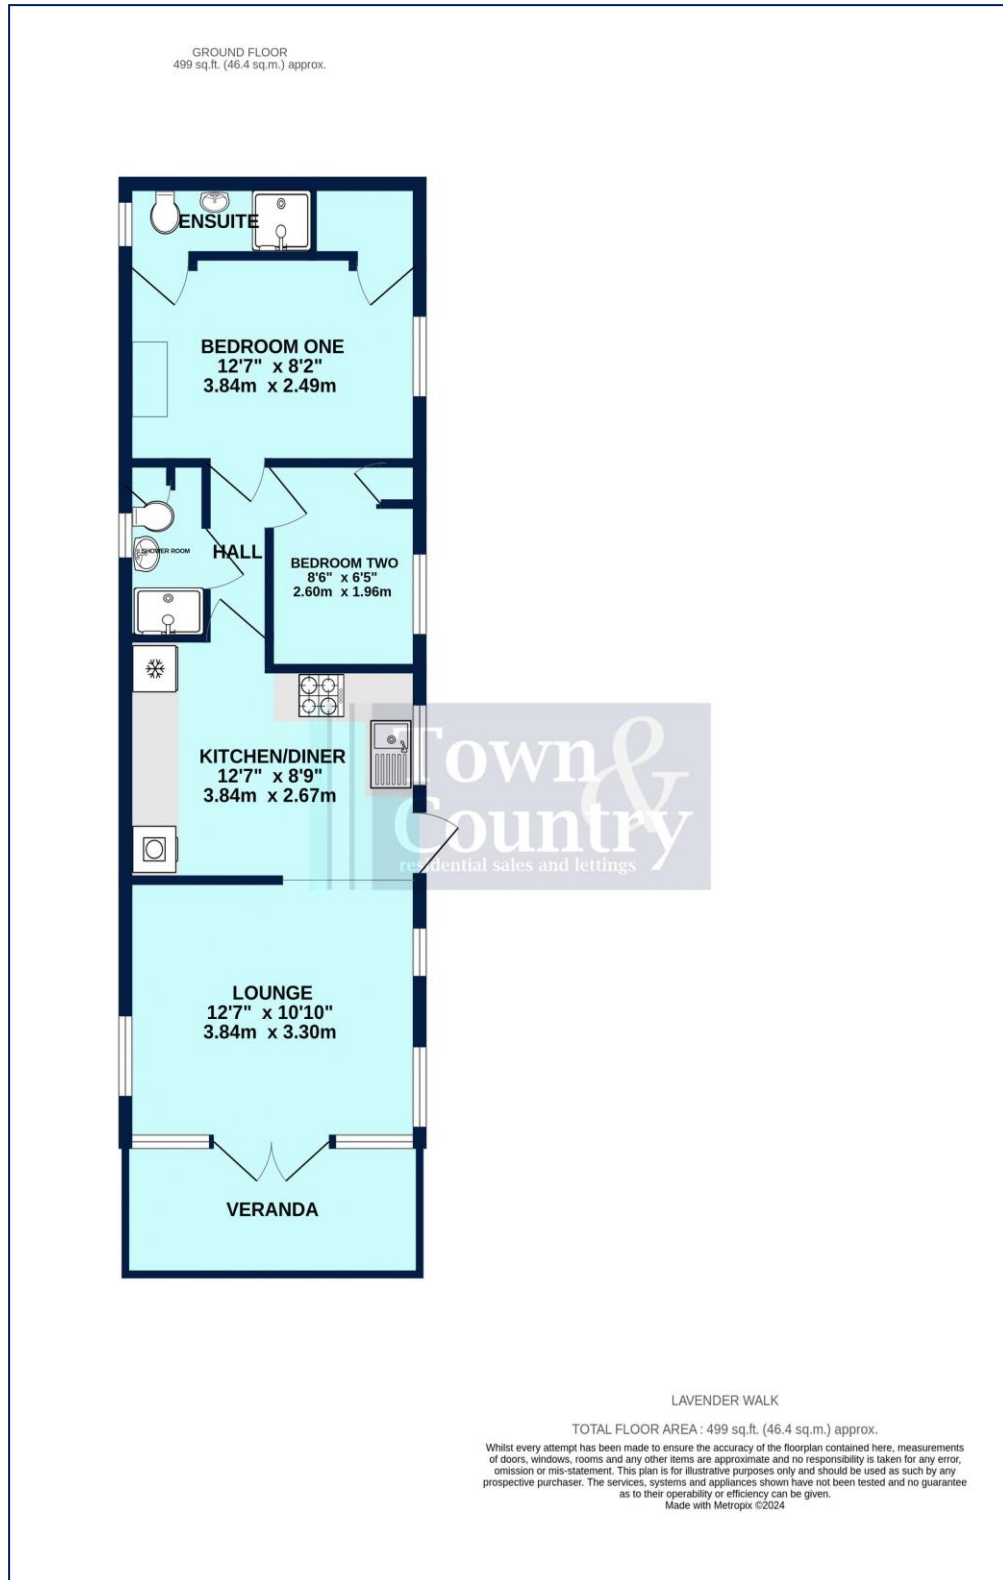 GROUND FLOOR
499 sq.ft. (46.4 sq.m.) approx.
ENSUITE
BEDROOM ONE
12'7" x 8'2"
3.84m x 2.49m
SHOWER ROOM
HALL
BEDROOM TWO
8'6" x 6'5"
2.60m x 1.96m
KITCHEN/DINER
12'7" x 8'9"
3.84m x 2.67m
Town &
Country
residential sales and lettings
LOUNGE
12'7" x 10'10"
3.84m x 3.30m
VERANDA
LAVENDER WALK
TOTAL FLOOR AREA : 499 sq.ft. (46.4 sq.m.) approx.
Whilst every attempt has been made to ensure the accuracy of the floorplan contained here, measurements
of doors, windows, rooms and any other items are approximate and no responsibility is taken for any error,
omission or mis-statement. This plan is for illustrative purposes only and should be used as such by any
prospective purchaser. The services, systems and appliances shown have not been tested and no guarantee
as to their operability or efficiency can be given.
Made with Metropix ©2024